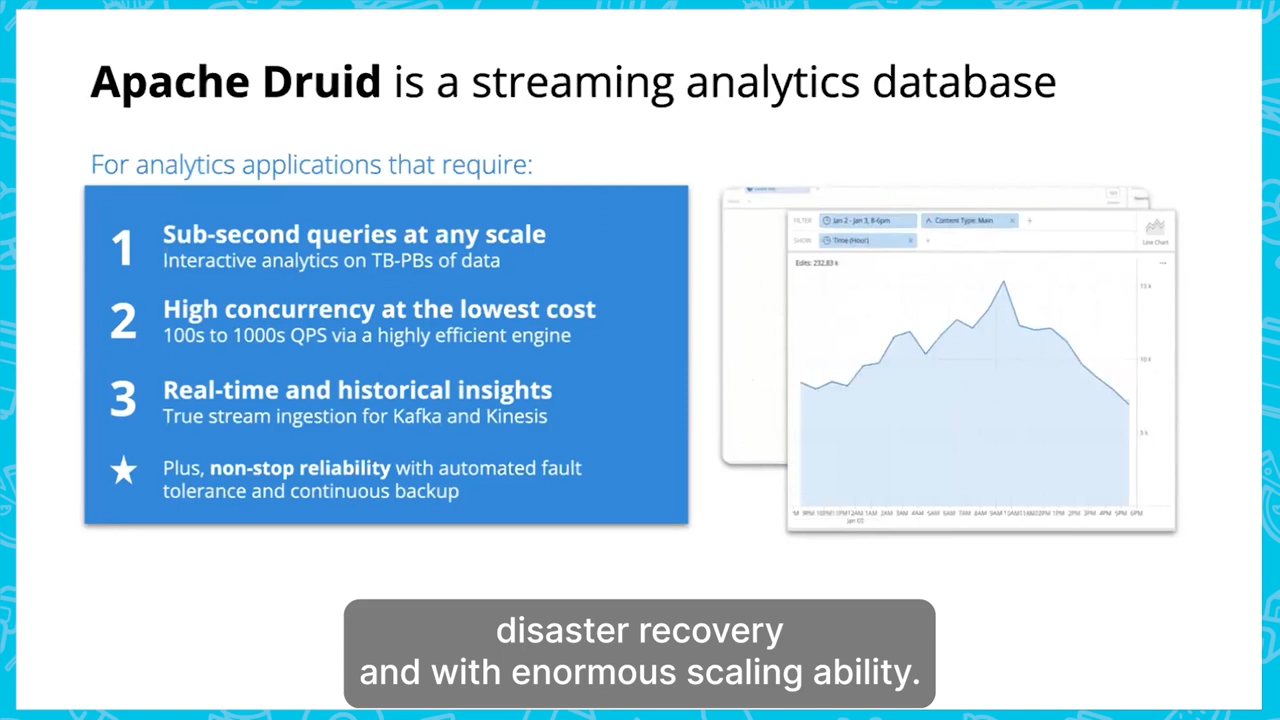 Apache Druid is a streaming analytics database
For analytics applications that require:
1
Sub-second queries at any scale
Interactive analytics on TB-PBs of data
2
High concurrency at the lowest cost
100s to 1000s QPS via a highly efficient engine
3
Real-time and historical insights
True stream ingestion for Kafka and Kinesis
★
Plus, non-stop reliability with automated fault
tolerance and continuous backup
FILTER
Jan 2 - Jan 3, 8-6pm
Content Type: Main
SHOW
Time (Hour)
Line Chart
Edits: 232.83 k
15 k
10 k
5 k
Jan 03
disaster recovery
and with enormous scaling ability.